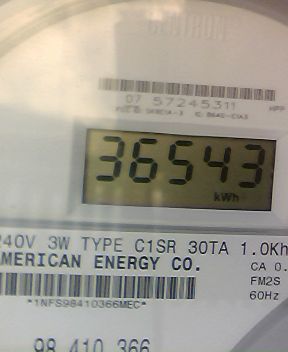 07 57245311
36543
kWh
240V 3W TYPE C1SR 30TA 1.0Kh
AMERICAN ENERGY CO.
CA 0.
FM2S
*1NFS98410366MEC*
60Hz
98 410 366